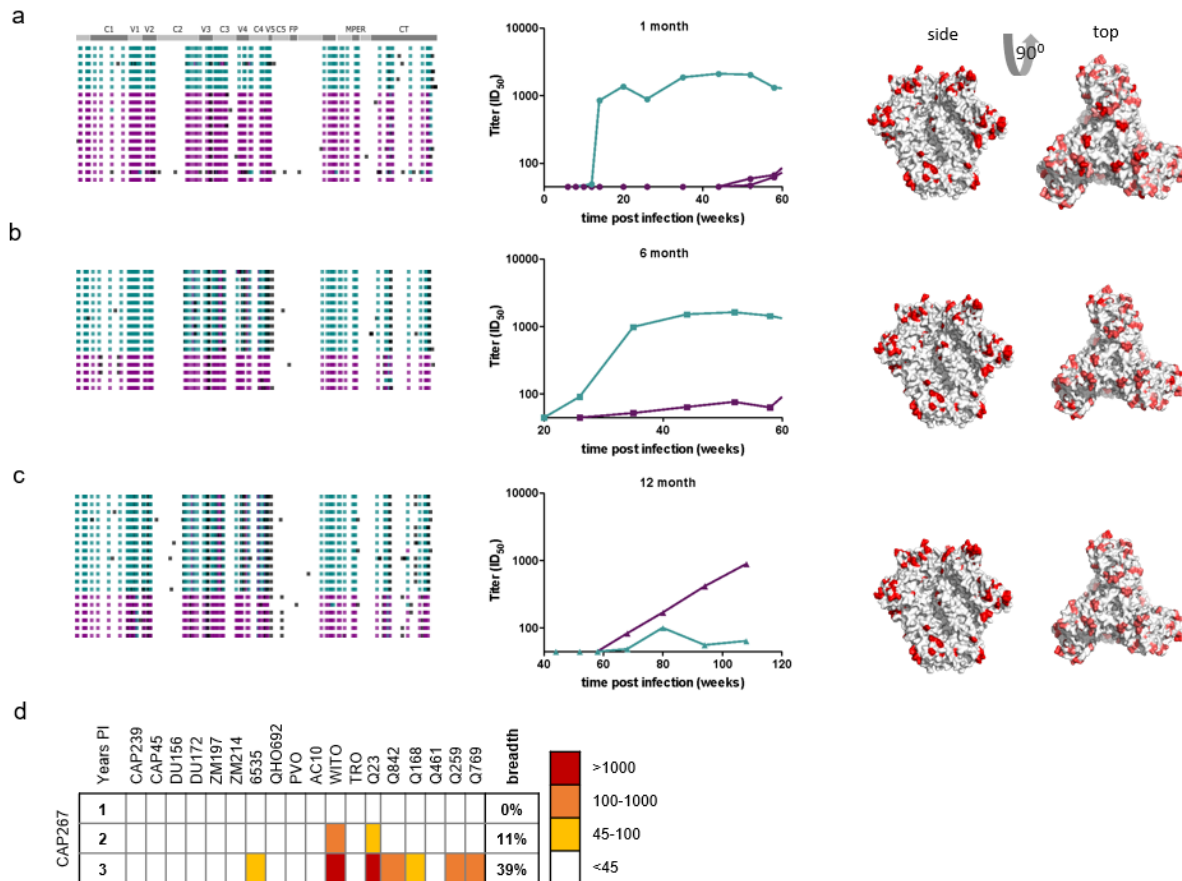 a
C1 V1 V2 C2 V3 C3 V4 C4 V5 C5 FP MPER CT
1 month
Titer (ID50)
10000
1000
100
0 20 40 60
time post infection (weeks)
side
90⁰
top
b
6 month
Titer (ID50)
10000
1000
100
20 40 60
time post infection (weeks)
c
12 month
Titer (ID50)
10000
1000
100
40 60 80 100 120
time post infection (weeks)
d
Years PI CAP239 CAP45 DU156 DU172 ZM197 ZM214 6535 QHO692 PVO AC10 WITO TRO Q23 Q842 Q168 Q461 Q259 Q769 breadth
CAP267
1 0%
2 11%
3 39%
>1000
100-1000
45-100
<45